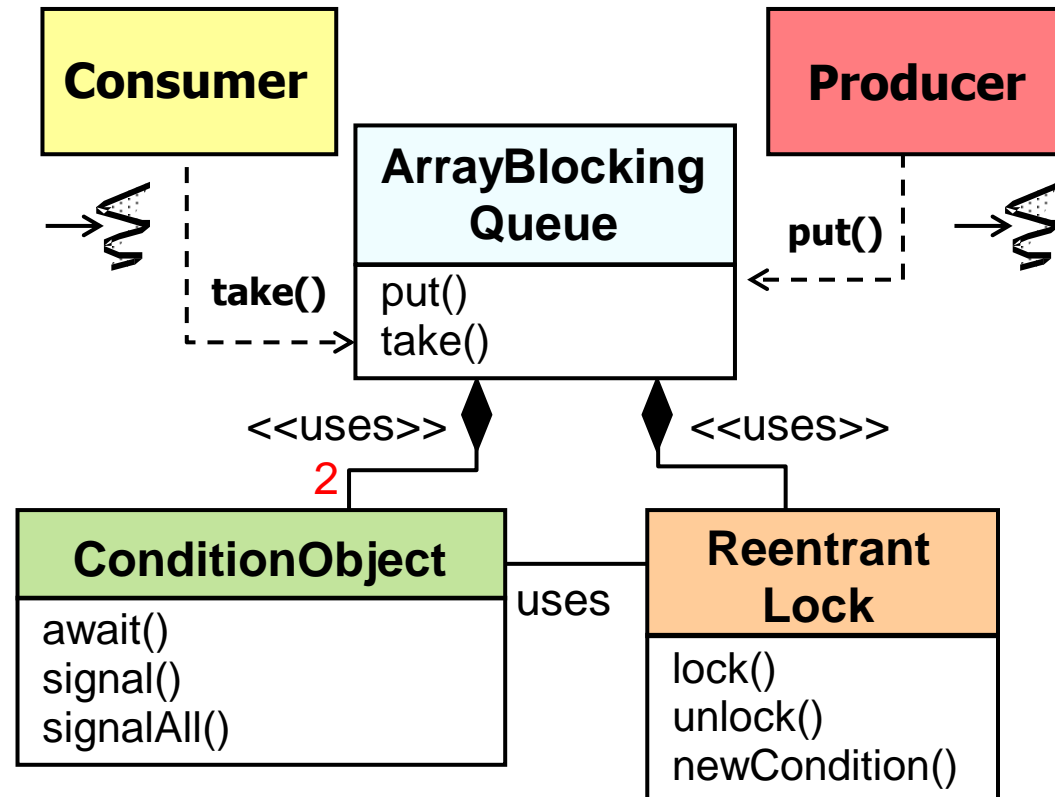 Consumer
Producer
ArrayBlocking
Queue
put()
take()
put()
take()
<<uses>>
<<uses>>
2
ConditionObject
await()
signal()
signalAll()
uses
Reentrant
Lock
lock()
unlock()
newCondition()